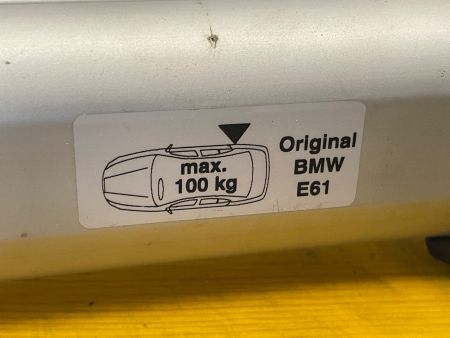 max.
100 kg
Original
BMW
E61